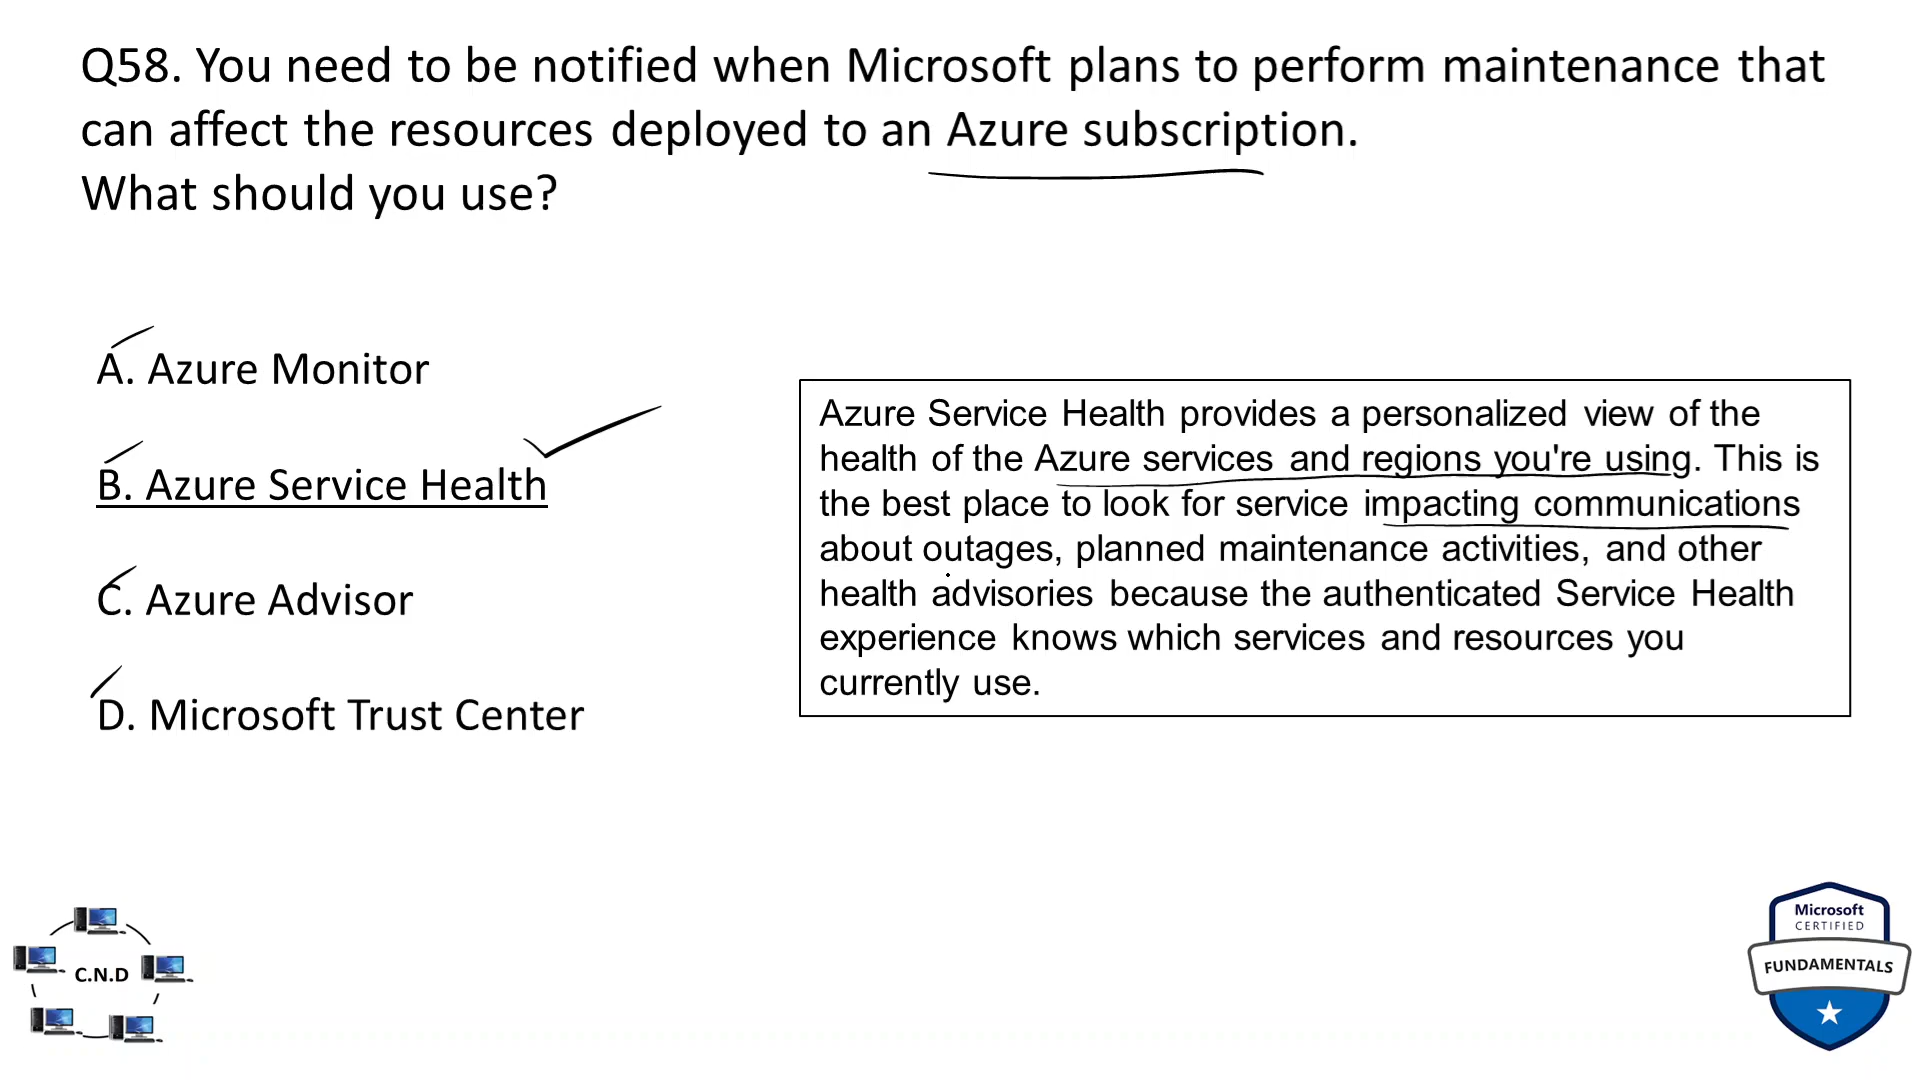 Q58. You need to be notified when Microsoft plans to perform maintenance that
can affect the resources deployed to an Azure subscription.
What should you use?
A. Azure Monitor
B. Azure Service Health
C. Azure Advisor
D. Microsoft Trust Center
Azure Service Health provides a personalized view of the
health of the Azure services and regions you're using. This is
the best place to look for service impacting communications
about outages, planned maintenance activities, and other
health advisories because the authenticated Service Health
experience knows which services and resources you
currently use.
C.N.D
Microsoft
CERTIFIED
FUNDAMENTALS